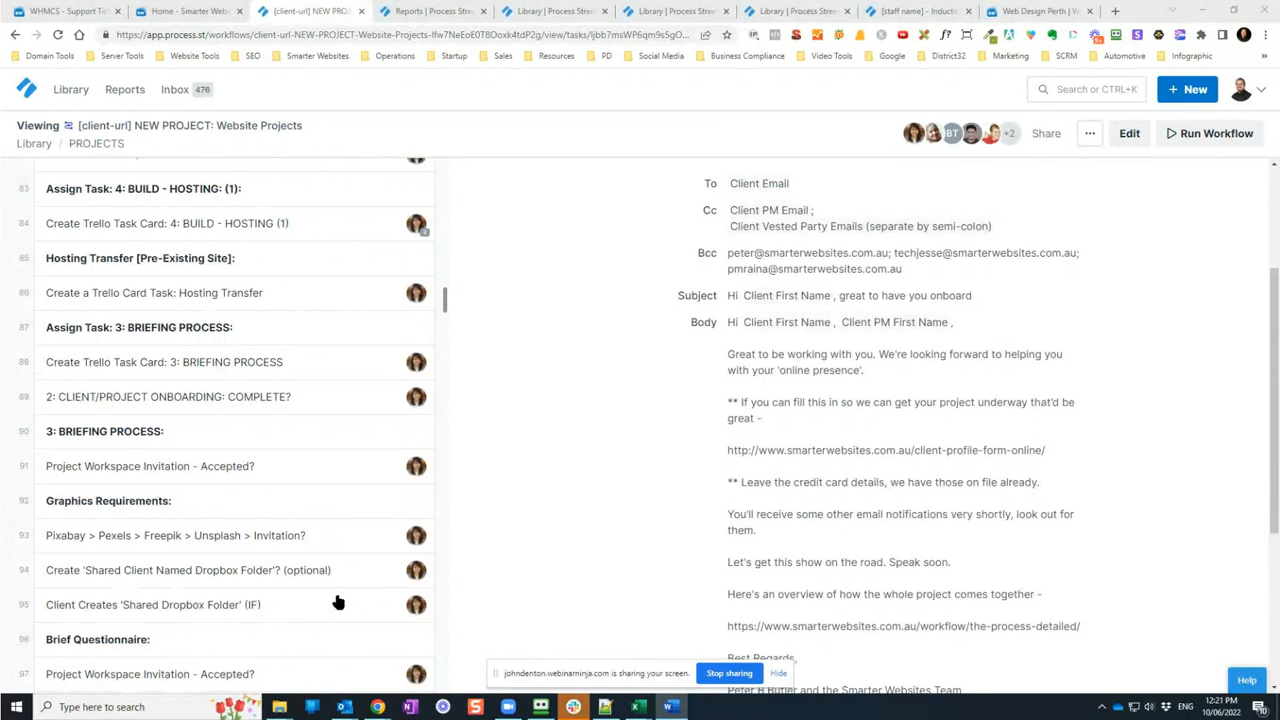 WHMCS - Support Tim
Home - Smarter Websit
[client-url] NEW PROJ
Reports | Process Stre
Library | Process Stre
Library | Process Stre
Library | Process Stre
[staff name] - Induction
Web Design Perth | W
https://app.process.st/workflows/client-url-NEW-PROJECT-Website-Projects-lfw7NeEoE0T8Ooxk4tdP2g/view/tasks/ljbb7msWP6qm9s5gO...
Domain Tools
Server Tools
Website Tools
SEO
Smarter Websites
Operations
Startup
Sales
Resources
PD
Social Media
Business Compliance
Video Tools
Google
District32
Marketing
SCRM
Automotive
Infographic
Library
Reports
Inbox 476
Search or CTRL+K
+ New
Viewing [client-url] NEW PROJECT: Website Projects
Library / PROJECTS
BT
+2
Share
...
Edit
Run Workflow
83 Assign Task: 4: BUILD - HOSTING: (1):
84 Create Trello Task Card: 4: BUILD - HOSTING (1)
85 Hosting Transfer [Pre-Existing Site]:
86 Create a Trello Card Task: Hosting Transfer
87 Assign Task: 3: BRIEFING PROCESS:
88 Create Trello Task Card: 3: BRIEFING PROCESS
89 2: CLIENT/PROJECT ONBOARDING: COMPLETE?
90 3: BRIEFING PROCESS:
91 Project Workspace Invitation - Accepted?
92 Graphics Requirements:
93 Pixabay > Pexels > Freepik > Unsplash > Invitation?
94 Create 'Shared Client Named Dropbox Folder'? (optional)
95 Client Creates 'Shared Dropbox Folder' (IF)
96 Brief Questionnaire:
97 Projects Workspace Invitation - Accepted?
To Client Email
Cc Client PM Email ;
Client Vested Party Emails (separate by semi-colon)
Bcc peter@smarterwebsites.com.au; techjesse@smarterwebsites.com.au;
pmraina@smarterwebsites.com.au
Subject Hi Client First Name , great to have you onboard
Body Hi Client First Name , Client PM First Name ,
Great to be working with you. We're looking forward to helping you
with your 'online presence'.
** If you can fill this in so we can get your project underway that'd be
great -
http://www.smarterwebsites.com.au/client-profile-form-online/
** Leave the credit card details, we have those on file already.
You'll receive some other email notifications very shortly, look out for
them.
Let's get this show on the road. Speak soon.
Here's an overview of how the whole project comes together -
https://www.smarterwebsites.com.au/workflow/the-process-detailed/
Best Regards,
Peter B Butler and the Smarter Websites Team
johndenton.webinarninja.com is sharing your screen.
Stop sharing
Hide
Help
Type here to search
ENG
12:21 PM
10/06/2022